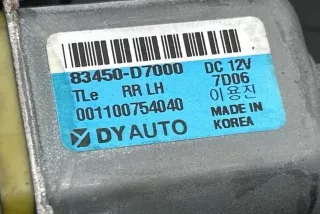 83450-D7000 DC 12V
TLe RR LH 7D06
001100754040 이용진
DYAUTO MADE IN KOREA